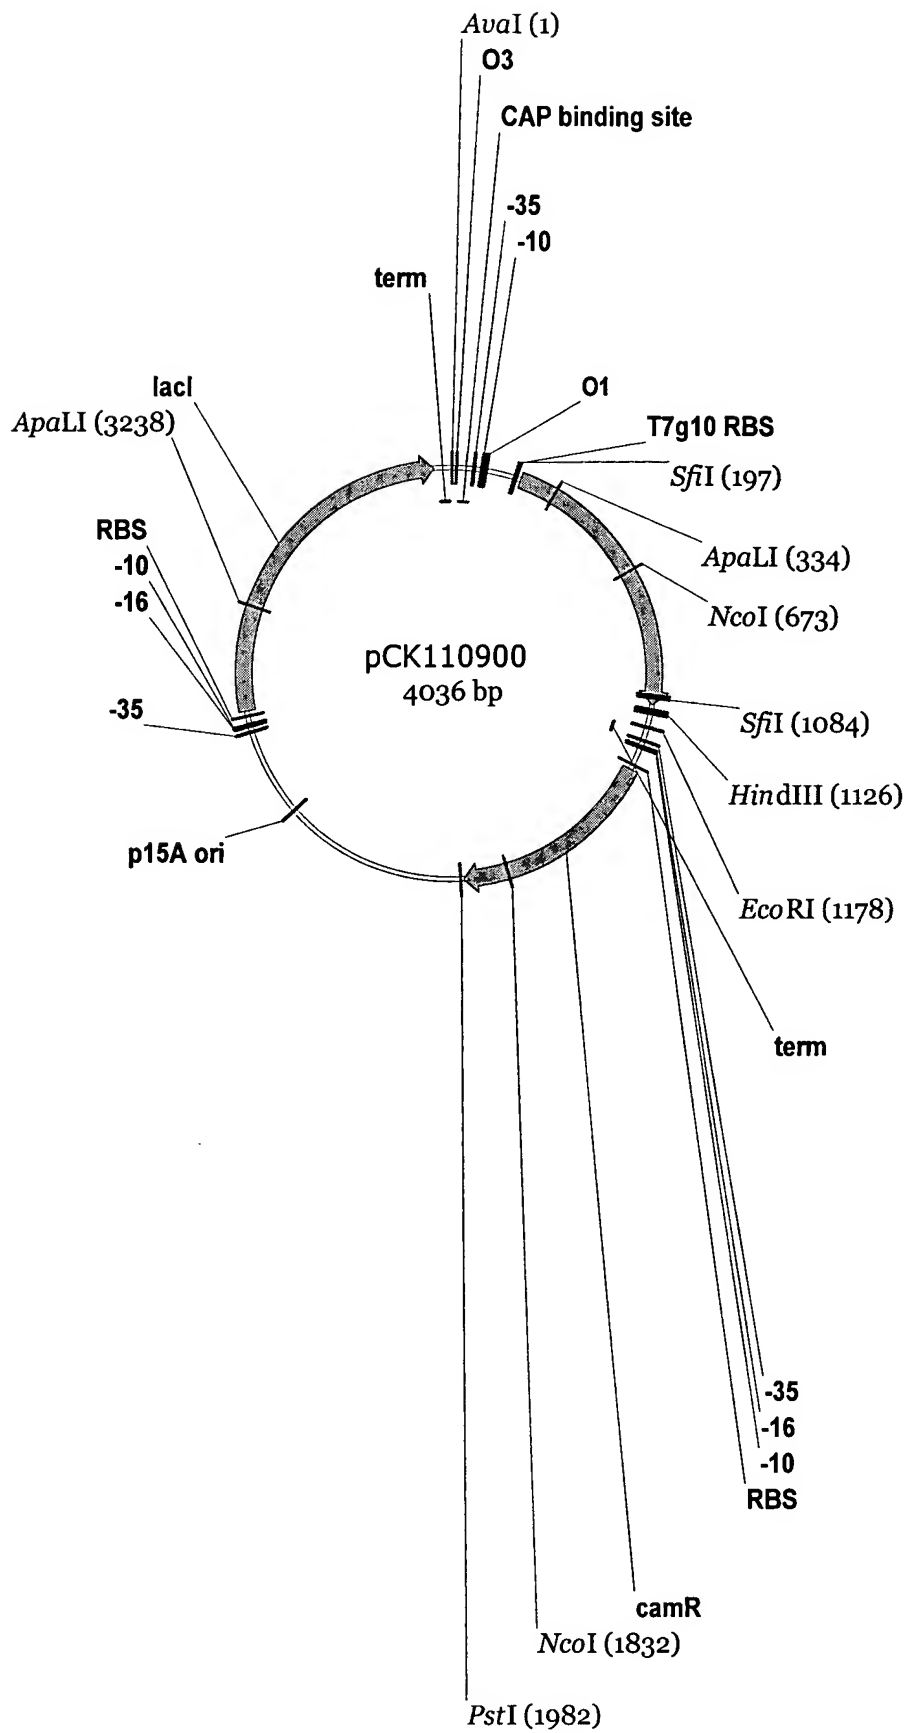 AvaI (1)
O3
CAP binding site
-35
-10
term
lacI
O1
ApaLI (3238)
T7g10 RBS
SfiI (197)
RBS
-10
-16
ApaLI (334)
NcoI (673)
pCK110900
4036 bp
-35
SfiI (1084)
HindIII (1126)
p15A ori
EcoRI (1178)
term
-35
-16
-10
RBS
camR
NcoI (1832)
PstI (1982)